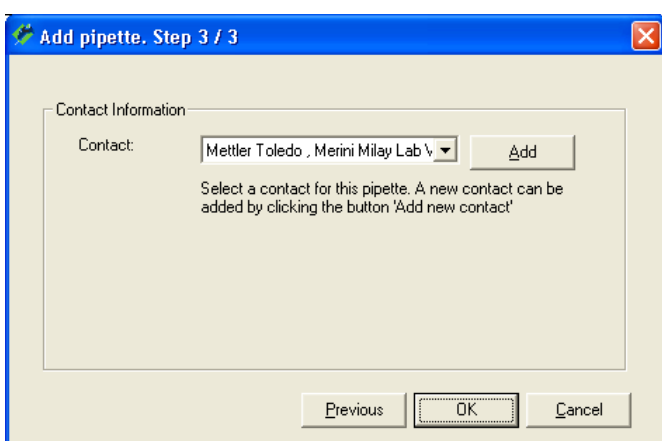 Add pipette. Step 3 / 3
Contact Information
Contact:
Mettler Toledo , Merini Milay Lab
Add
Select a contact for this pipette. A new contact can be
added by clicking the button 'Add new contact'
Previous
OK
Cancel